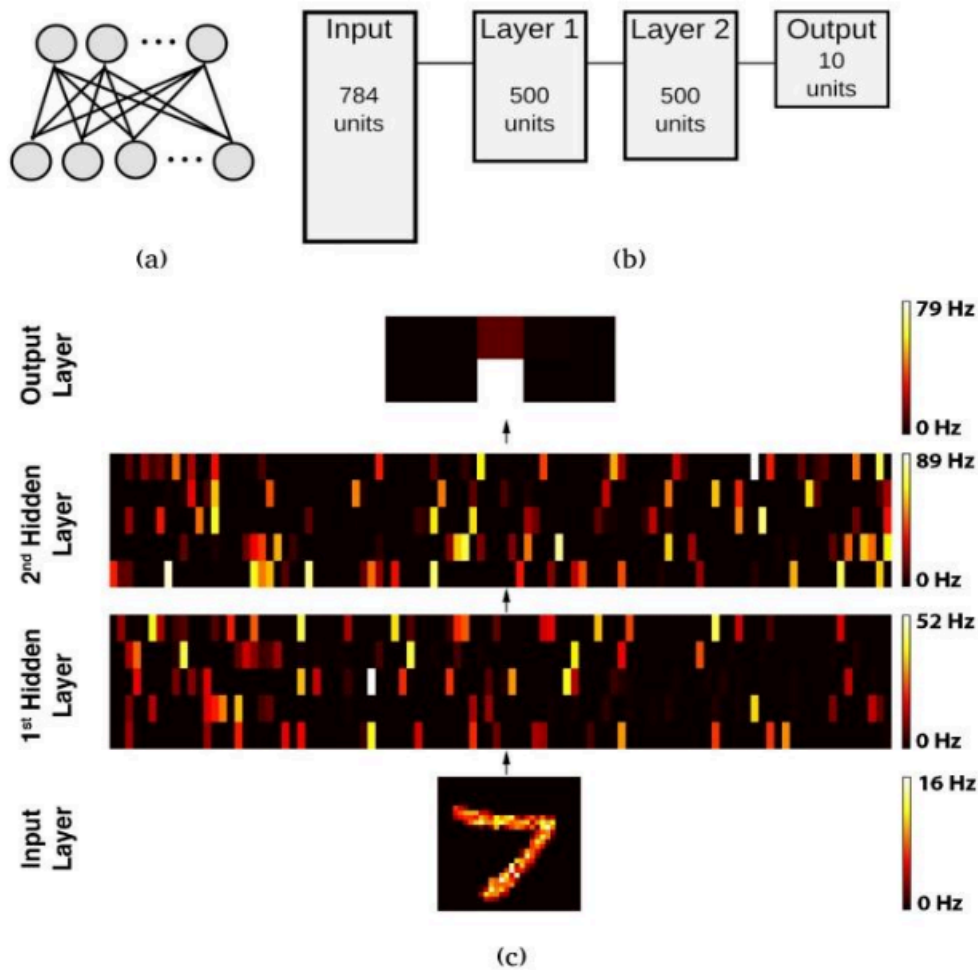 Input
784
units
Layer 1
500
units
Layer 2
500
units
Output
10
units
(a)
(b)
Output
Layer
79 Hz
0 Hz
2nd Hidden
Layer
89 Hz
0 Hz
1st Hidden
Layer
52 Hz
0 Hz
Input
Layer
16 Hz
0 Hz
(c)